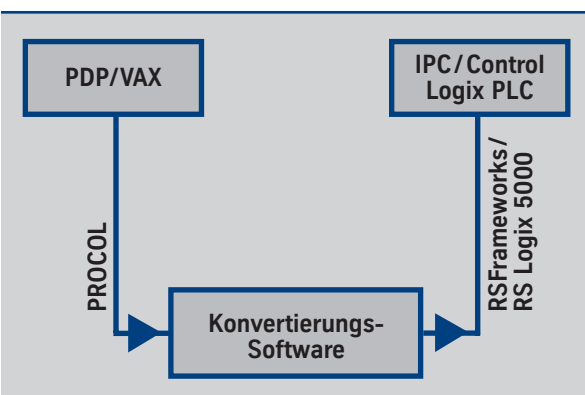 PDP/VAX
IPC/Control
Logix PLC
PROCOL
RSFrameworks/
RS Logix 5000
Konvertierungs-
Software